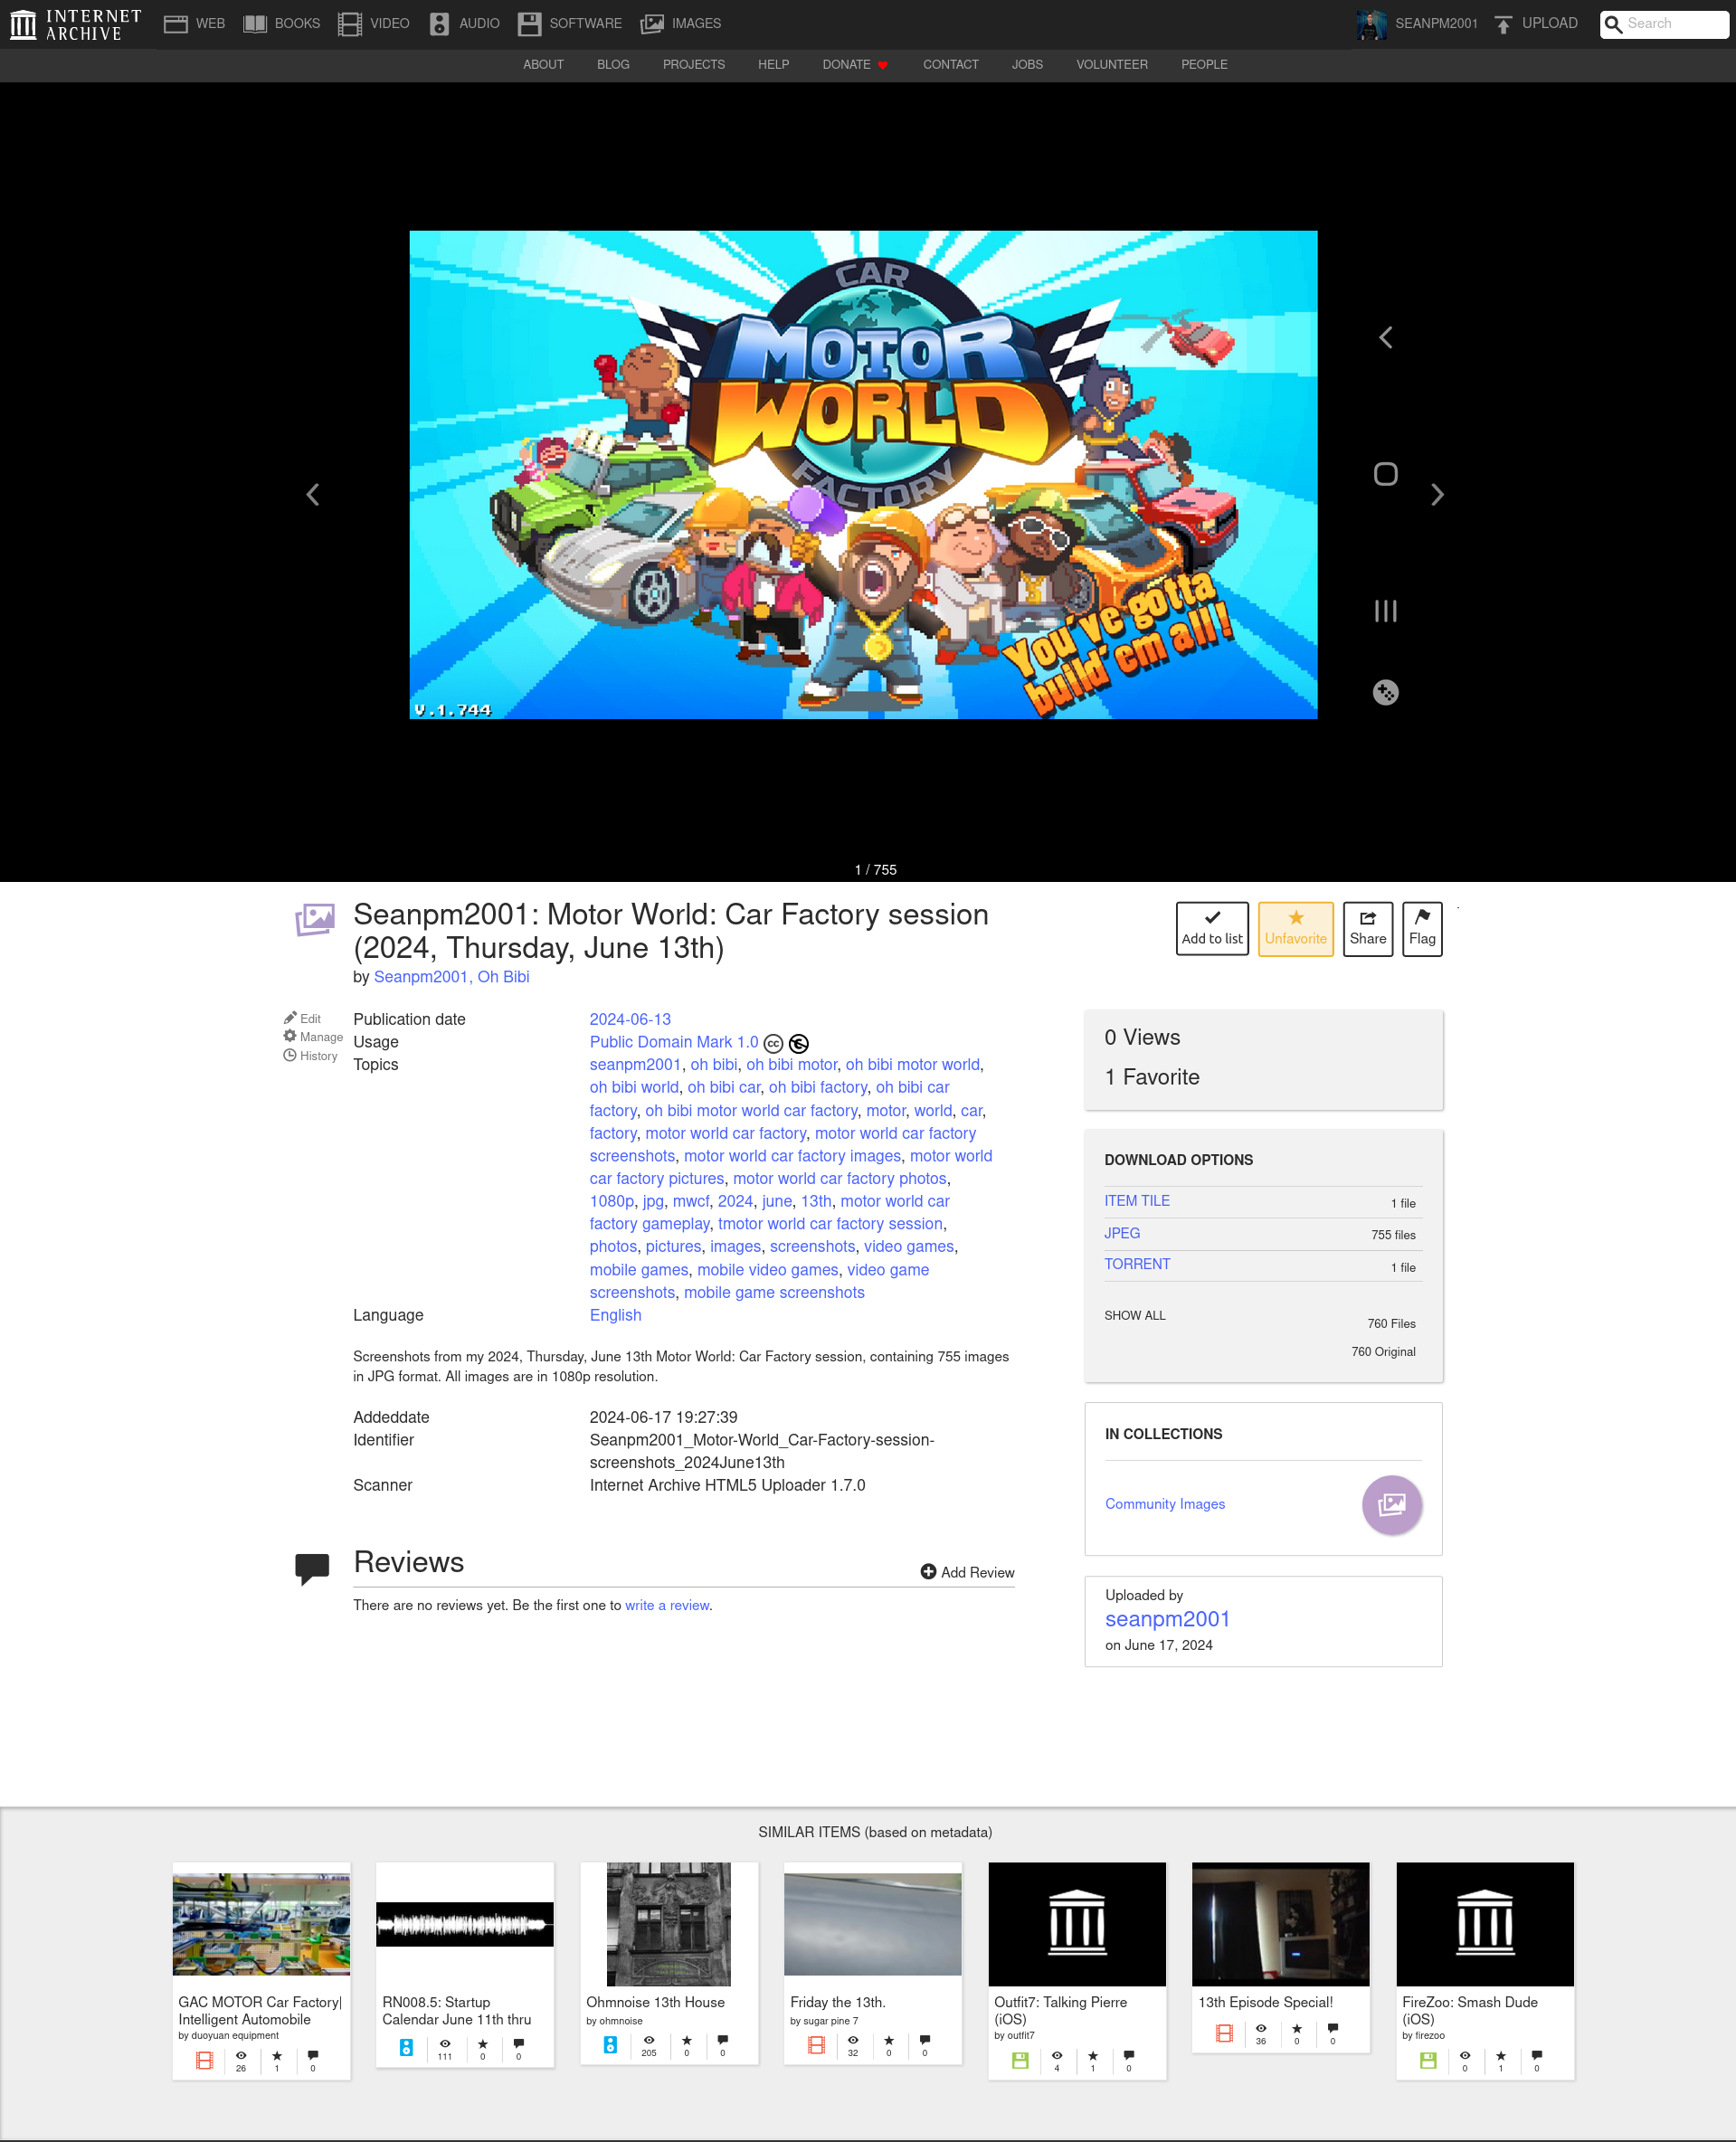 INTERNET ARCHIVE
WEB BOOKS VIDEO AUDIO SOFTWARE IMAGES SEANPM2001 UPLOAD Search
ABOUT BLOG PROJECTS HELP DONATE CONTACT JOBS VOLUNTEER PEOPLE
CAR
MOTOR
WORLD
FACTORY
You've gotta
build 'em all!
V.1.744
1 / 755
Seanpm2001: Motor World: Car Factory session
(2024, Thursday, June 13th)
by Seanpm2001, Oh Bibi
Add to list Unfavorite Share Flag
Edit
Manage
History
Publication date 2024-06-13
Usage Public Domain Mark 1.0
Topics seanpm2001, oh bibi, oh bibi motor, oh bibi motor world,
oh bibi world, oh bibi car, oh bibi factory, oh bibi car
factory, oh bibi motor world car factory, motor, world, car,
factory, motor world car factory, motor world car factory
screenshots, motor world car factory images, motor world
car factory pictures, motor world car factory photos,
1080p, jpg, mwcf, 2024, june, 13th, motor world car
factory gameplay, tmotor world car factory session,
photos, pictures, images, screenshots, video games,
mobile games, mobile video games, video game
screenshots, mobile game screenshots
Language English
Screenshots from my 2024, Thursday, June 13th Motor World: Car Factory session, containing 755 images
in JPG format. All images are in 1080p resolution.
Addeddate 2024-06-17 19:27:39
Identifier Seanpm2001_Motor-World_Car-Factory-session-
screenshots_2024June13th
Scanner Internet Archive HTML5 Uploader 1.7.0
Reviews
Add Review
There are no reviews yet. Be the first one to write a review.
0 Views
1 Favorite
DOWNLOAD OPTIONS
ITEM TILE 1 file
JPEG 755 files
TORRENT 1 file
SHOW ALL 760 Files
760 Original
IN COLLECTIONS
Community Images
Uploaded by
seanpm2001
on June 17, 2024
SIMILAR ITEMS (based on metadata)
GAC MOTOR Car Factory|
Intelligent Automobile
by duoyuan equipment
26 1 0
RN008.5: Startup
Calendar June 11th thru
111 0 0
Ohmnoise 13th House
by ohmnoise
205 0 0
Friday the 13th.
by sugar pine 7
32 0 0
Outfit7: Talking Pierre
(iOS)
by outfit7
4 1 0
13th Episode Special!
36 0 0
FireZoo: Smash Dude
(iOS)
by firezoo
0 1 0